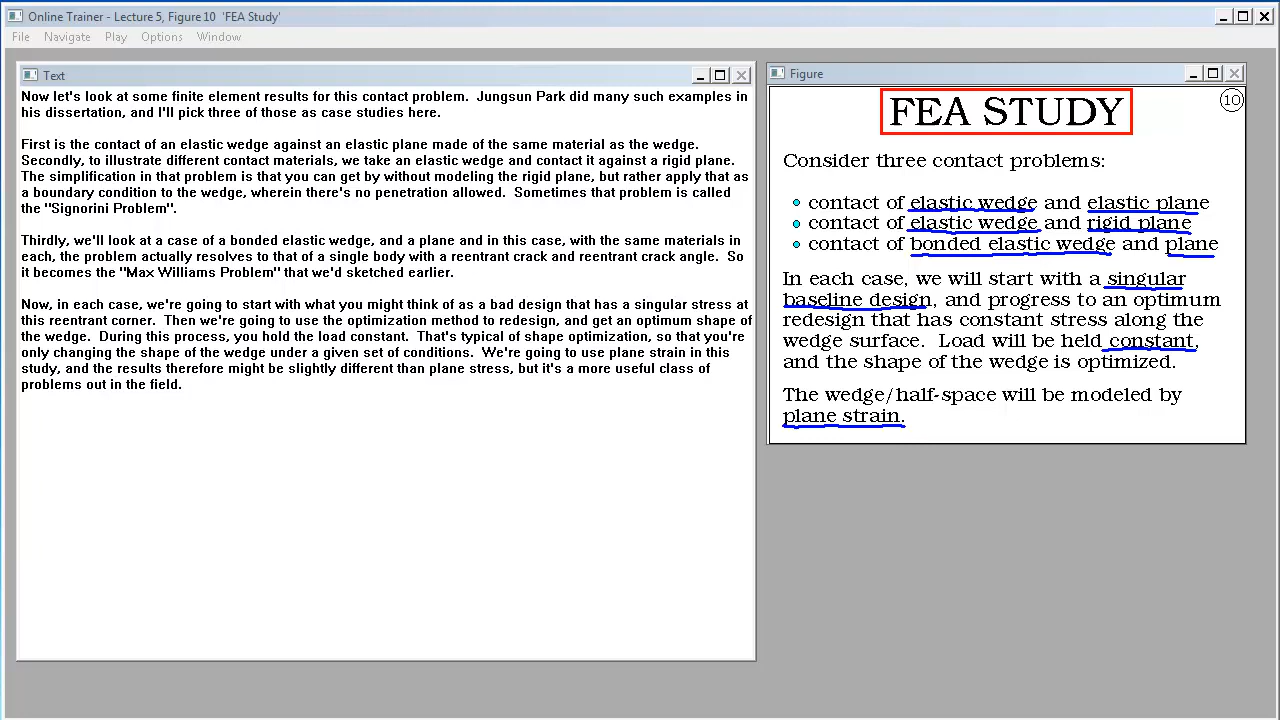 Online Trainer - Lecture 5, Figure 10 'FEA Study'
File Navigate Play Options Window
Text
Now let's look at some finite element results for this contact problem. Jungsun Park did many such examples in
his dissertation, and I'll pick three of those as case studies here.
First is the contact of an elastic wedge against an elastic plane made of the same material as the wedge.
Secondly, to illustrate different contact materials, we take an elastic wedge and contact it against a rigid plane.
The simplification in that problem is that you can get by without modeling the rigid plane, but rather apply that as
a boundary condition to the wedge, wherein there's no penetration allowed. Sometimes that problem is called
the "Signorini Problem".
Thirdly, we'll look at a case of a bonded elastic wedge, and a plane and in this case, with the same materials in
each, the problem actually resolves to that of a single body with a reentrant crack and reentrant crack angle. So
it becomes the "Max Williams Problem" that we'd sketched earlier.
Now, in each case, we're going to start with what you might think of as a bad design that has a singular stress at
this reentrant corner. Then we're going to use the optimization method to redesign, and get an optimum shape of
the wedge. During this process, you hold the load constant. That's typical of shape optimization, so that you're
only changing the shape of the wedge under a given set of conditions. We're going to use plane strain in this
study, and the results therefore might be slightly different than plane stress, but it's a more useful class of
problems out in the field.
Figure
10
FEA STUDY
Consider three contact problems:
• contact of elastic wedge and elastic plane
• contact of elastic wedge and rigid plane
• contact of bonded elastic wedge and plane
In each case, we will start with a singular
baseline design, and progress to an optimum
redesign that has constant stress along the
wedge surface. Load will be held constant,
and the shape of the wedge is optimized.
The wedge/half-space will be modeled by
plane strain.